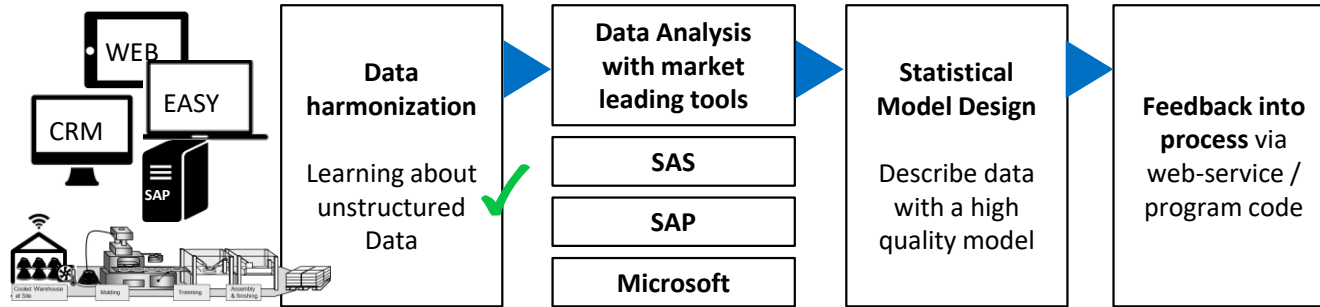 WEB
EASY
CRM
SAP
Cooled Warehouse
at Site
Molding
Trimming
Assembly
& finishing
Data
harmonization
Learning about
unstructured
Data
Data Analysis
with market
leading tools
SAS
SAP
Microsoft
Statistical
Model Design
Describe data
with a high
quality model
Feedback into
process via
web-service /
program code